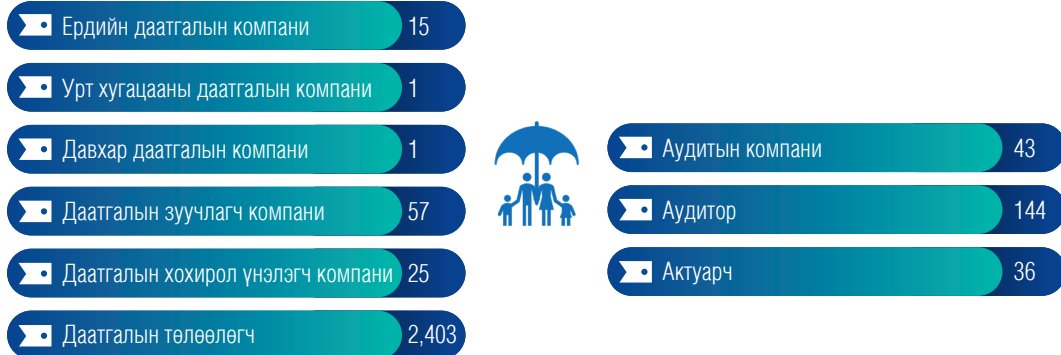 Ердийн даатгалын компани 15
Урт хугацааны даатгалын компани 1
Давхар даатгалын компани 1
Даатгалын зуучлагч компани 57
Даатгалын хохирол үнэлэгч компани 25
Даатгалын төлөөлөгч 2,403
Аудитын компани 43
Аудитор 144
Актуарч 36